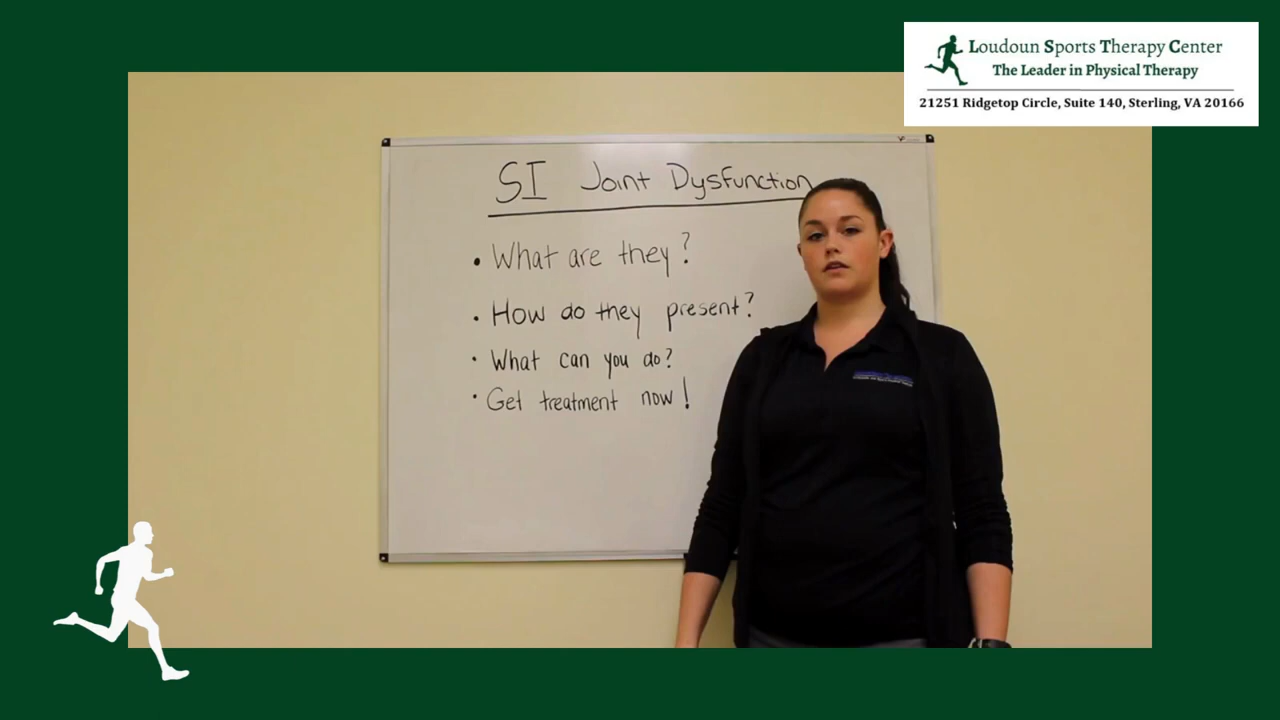 Loudoun Sports Therapy Center
The Leader in Physical Therapy
21251 Ridgetop Circle, Suite 140, Sterling, VA 20166
SI Joint Dysfunction
• What are they?
• How do they present?
• What can you do?
• Get treatment now!